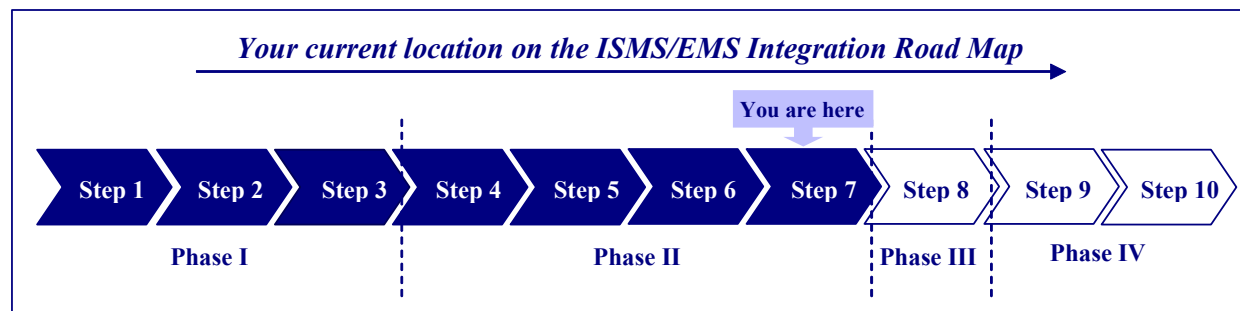 Your current location on the ISMS/EMS Integration Road Map
You are here
Step 1 Step 2 Step 3 Step 4 Step 5 Step 6 Step 7 Step 8 Step 9 Step 10
Phase I Phase II Phase III Phase IV